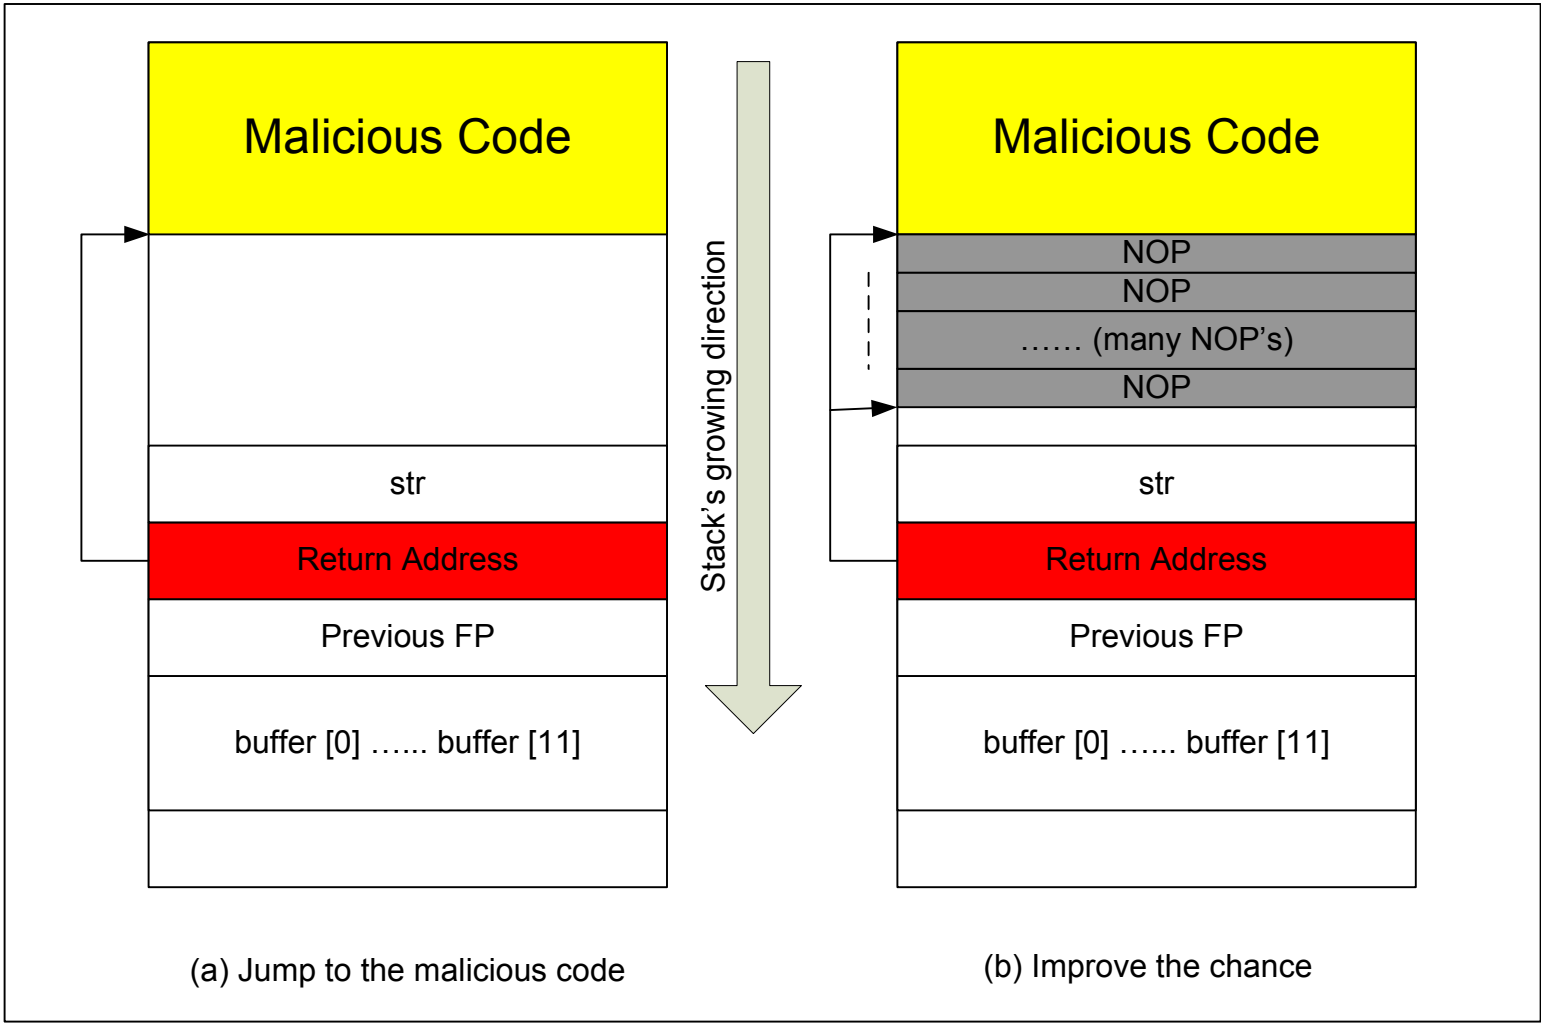 Malicious Code
str
Return Address
Previous FP
buffer [0] …... buffer [11]
(a) Jump to the malicious code
Stack’s growing direction
Malicious Code
NOP
NOP
…… (many NOP’s)
NOP
str
Return Address
Previous FP
buffer [0] …... buffer [11]
(b) Improve the chance